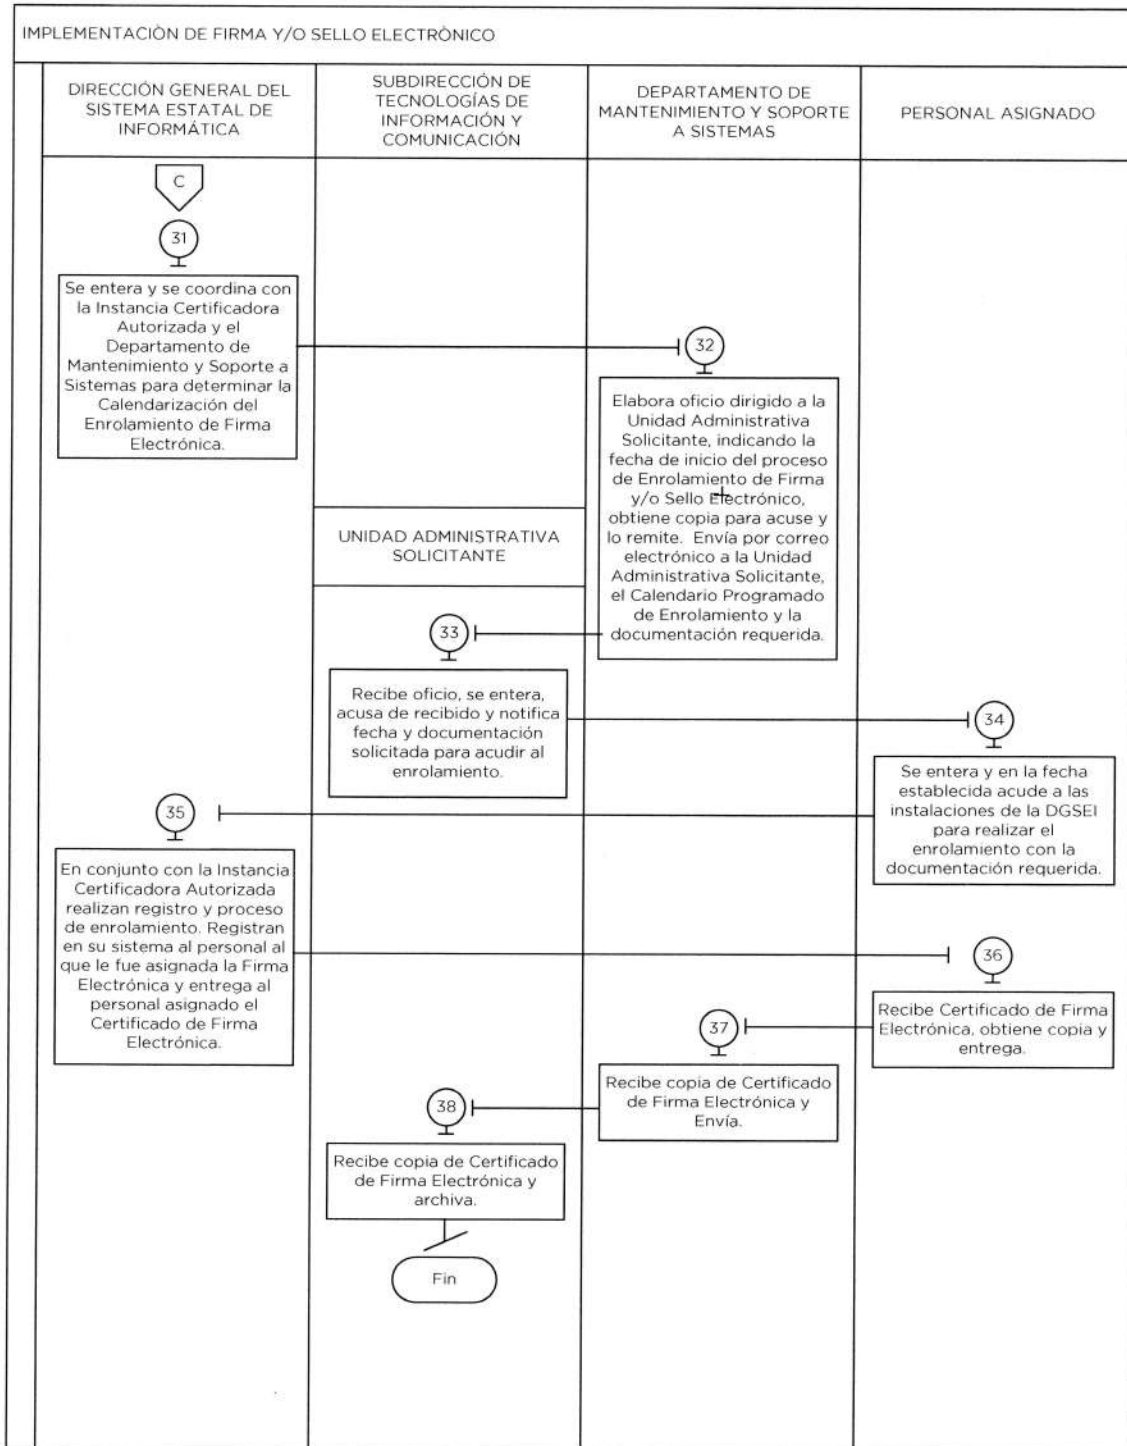 IMPLEMENTACIÒN DE FIRMA Y/O SELLO ELECTRÒNICO
DIRECCIÓN GENERAL DEL
SISTEMA ESTATAL DE
INFORMÁTICA
SUBDIRECCIÓN DE
TECNOLOGÍAS DE
INFORMACIÓN Y
COMUNICACIÓN
DEPARTAMENTO DE
MANTENIMIENTO Y SOPORTE
A SISTEMAS
PERSONAL ASIGNADO
C
31
Se entera y se coordina con
la Instancia Certificadora
Autorizada y el
Departamento de
Mantenimiento y Soporte a
Sistemas para determinar la
Calendarización del
Enrolamiento de Firma
Electrónica.
32
Elabora oficio dirigido a la
Unidad Administrativa
Solicitante, indicando la
fecha de inicio del proceso
de Enrolamiento de Firma
y/o Sello Electrónico,
obtiene copia para acuse y
lo remite. Envía por correo
electrónico a la Unidad
Administrativa Solicitante,
el Calendario Programado
de Enrolamiento y la
documentación requerida.
UNIDAD ADMINISTRATIVA
SOLICITANTE
33
Recibe oficio, se entera,
acusa de recibido y notifica
fecha y documentación
solicitada para acudir al
enrolamiento.
34
Se entera y en la fecha
establecida acude a las
instalaciones de la DGSEI
para realizar el
enrolamiento con la
documentación requerida.
35
En conjunto con la Instancia
Certificadora Autorizada
realizan registro y proceso
de enrolamiento. Registran
en su sistema al personal al
que le fue asignada la Firma
Electrónica y entrega al
personal asignado el
Certificado de Firma
Electrónica.
36
Recibe Certificado de Firma
Electrónica, obtiene copia y
entrega.
37
Recibe copia de Certificado
de Firma Electrónica y
Envía.
38
Recibe copia de Certificado
de Firma Electrónica y
archiva.
Fin